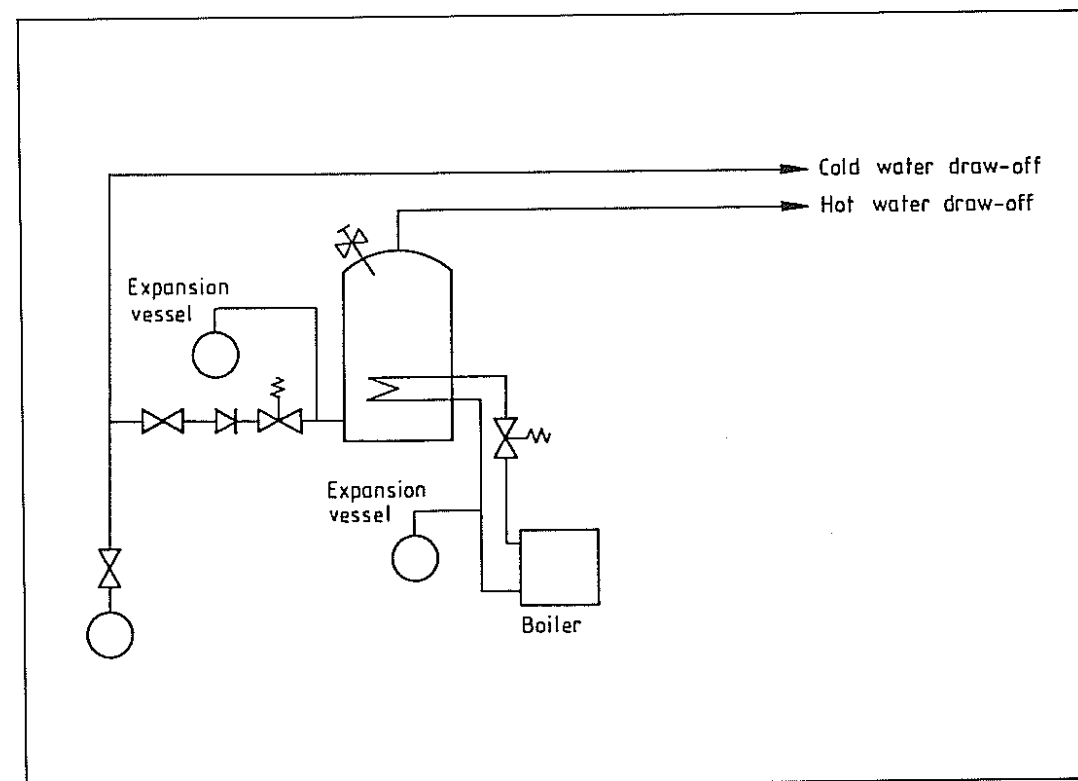 Cold water draw-off
Hot water draw-off
Expansion
vessel
Expansion
vessel
Boiler